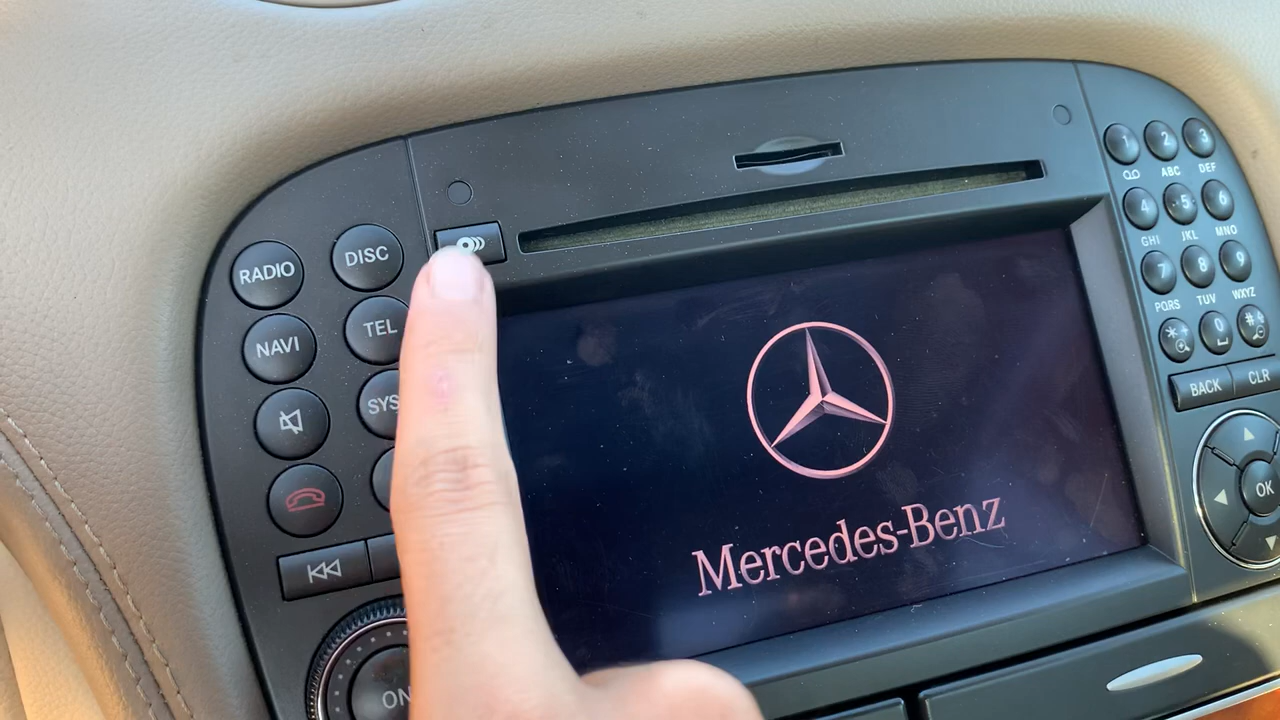 RADIO
DISC
NAVI
TEL
SYS
ON
Mercedes-Benz
1
2
3
ABC
DEF
4
5
6
GHI
JKL
MNO
7
8
9
PQRS
TUV
WXYZ
*
0
#
BACK
CLR
OK